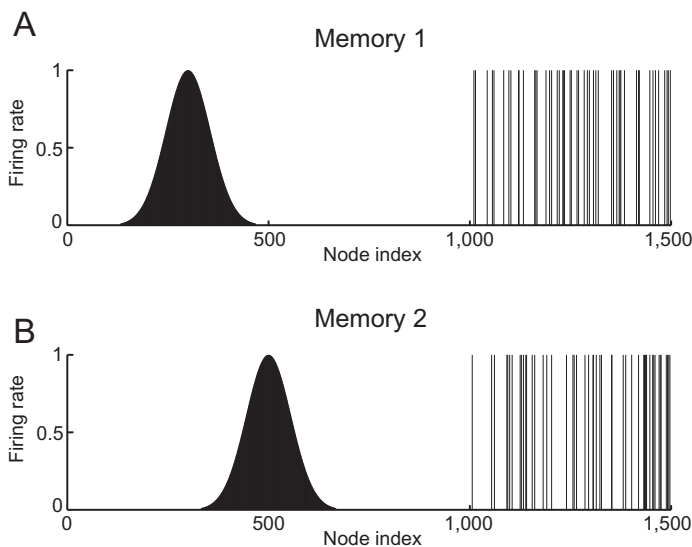 A
Memory 1
Firing rate
1
0.5
0
0
500
1,000
1,500
Node index
B
Memory 2
Firing rate
1
0.5
0
0
500
1,000
1,500
Node index